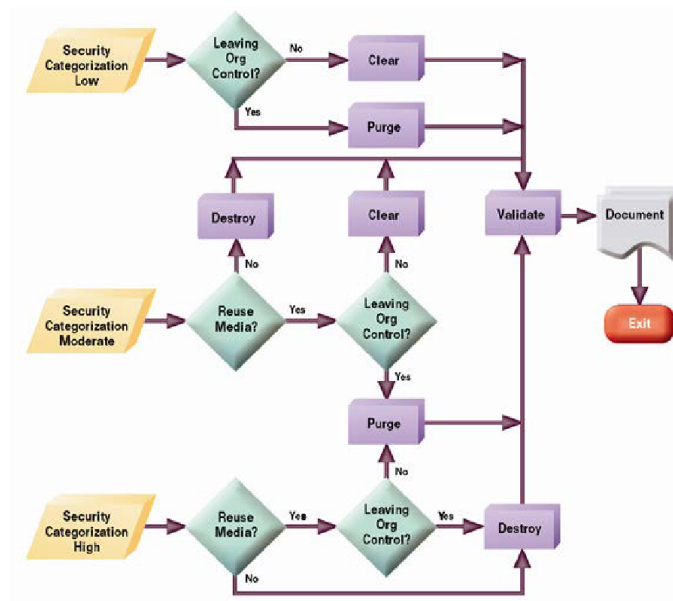 Security
Categorization
Low
Leaving
Org
Control?
No
Clear
Yes
Purge
Destroy
Clear
Validate
Document
No
No
Security
Categorization
Moderate
Reuse
Media?
Yes
Leaving
Org
Control?
Exit
Yes
Purge
No
Security
Categorization
High
Reuse
Media?
Yes
Leaving
Org
Control?
Yes
Destroy
No